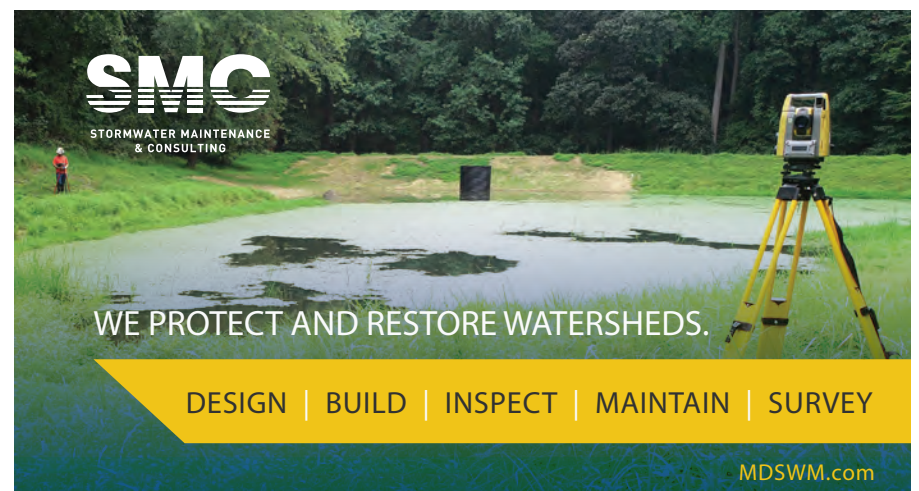 SMC
STORMWATER MAINTENANCE
& CONSULTING
WE PROTECT AND RESTORE WATERSHEDS.
DESIGN | BUILD | INSPECT | MAINTAIN | SURVEY
MDSWM.com